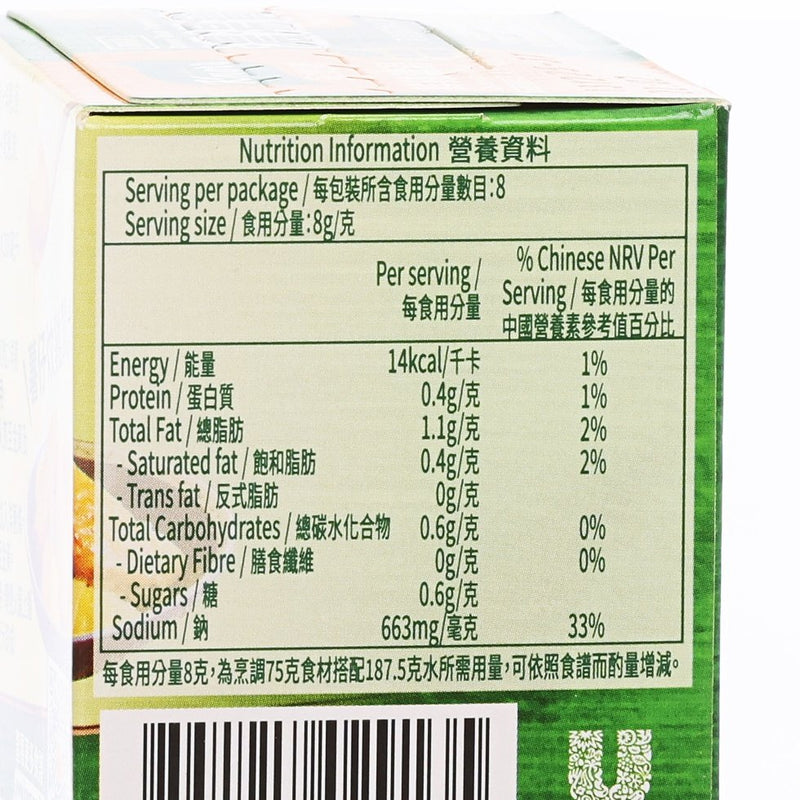 Nutrition Information 營養資料
Serving per package / 每包裝所含食用分量數目：8
Serving size / 食用分量：8g/克
Per serving /
每食用分量
% Chinese NRV Per
Serving / 每食用分量的
中國營養素參考值百分比
Energy / 能量 14kcal/千卡 1%
Protein / 蛋白質 0.4g/克 1%
Total Fat / 總脂肪 1.1g/克 2%
- Saturated fat / 飽和脂肪 0.4g/克 2%
- Trans fat / 反式脂肪 0g/克
Total Carbohydrates / 總碳水化合物 0.6g/克 0%
- Dietary Fibre / 膳食纖維 0g/克 0%
- Sugars / 糖 0.6g/克
Sodium / 鈉 663mg/毫克 33%
每食用分量8克，為烹調75克食材搭配187.5克水所需用量，可依照食譜而酌量增減。